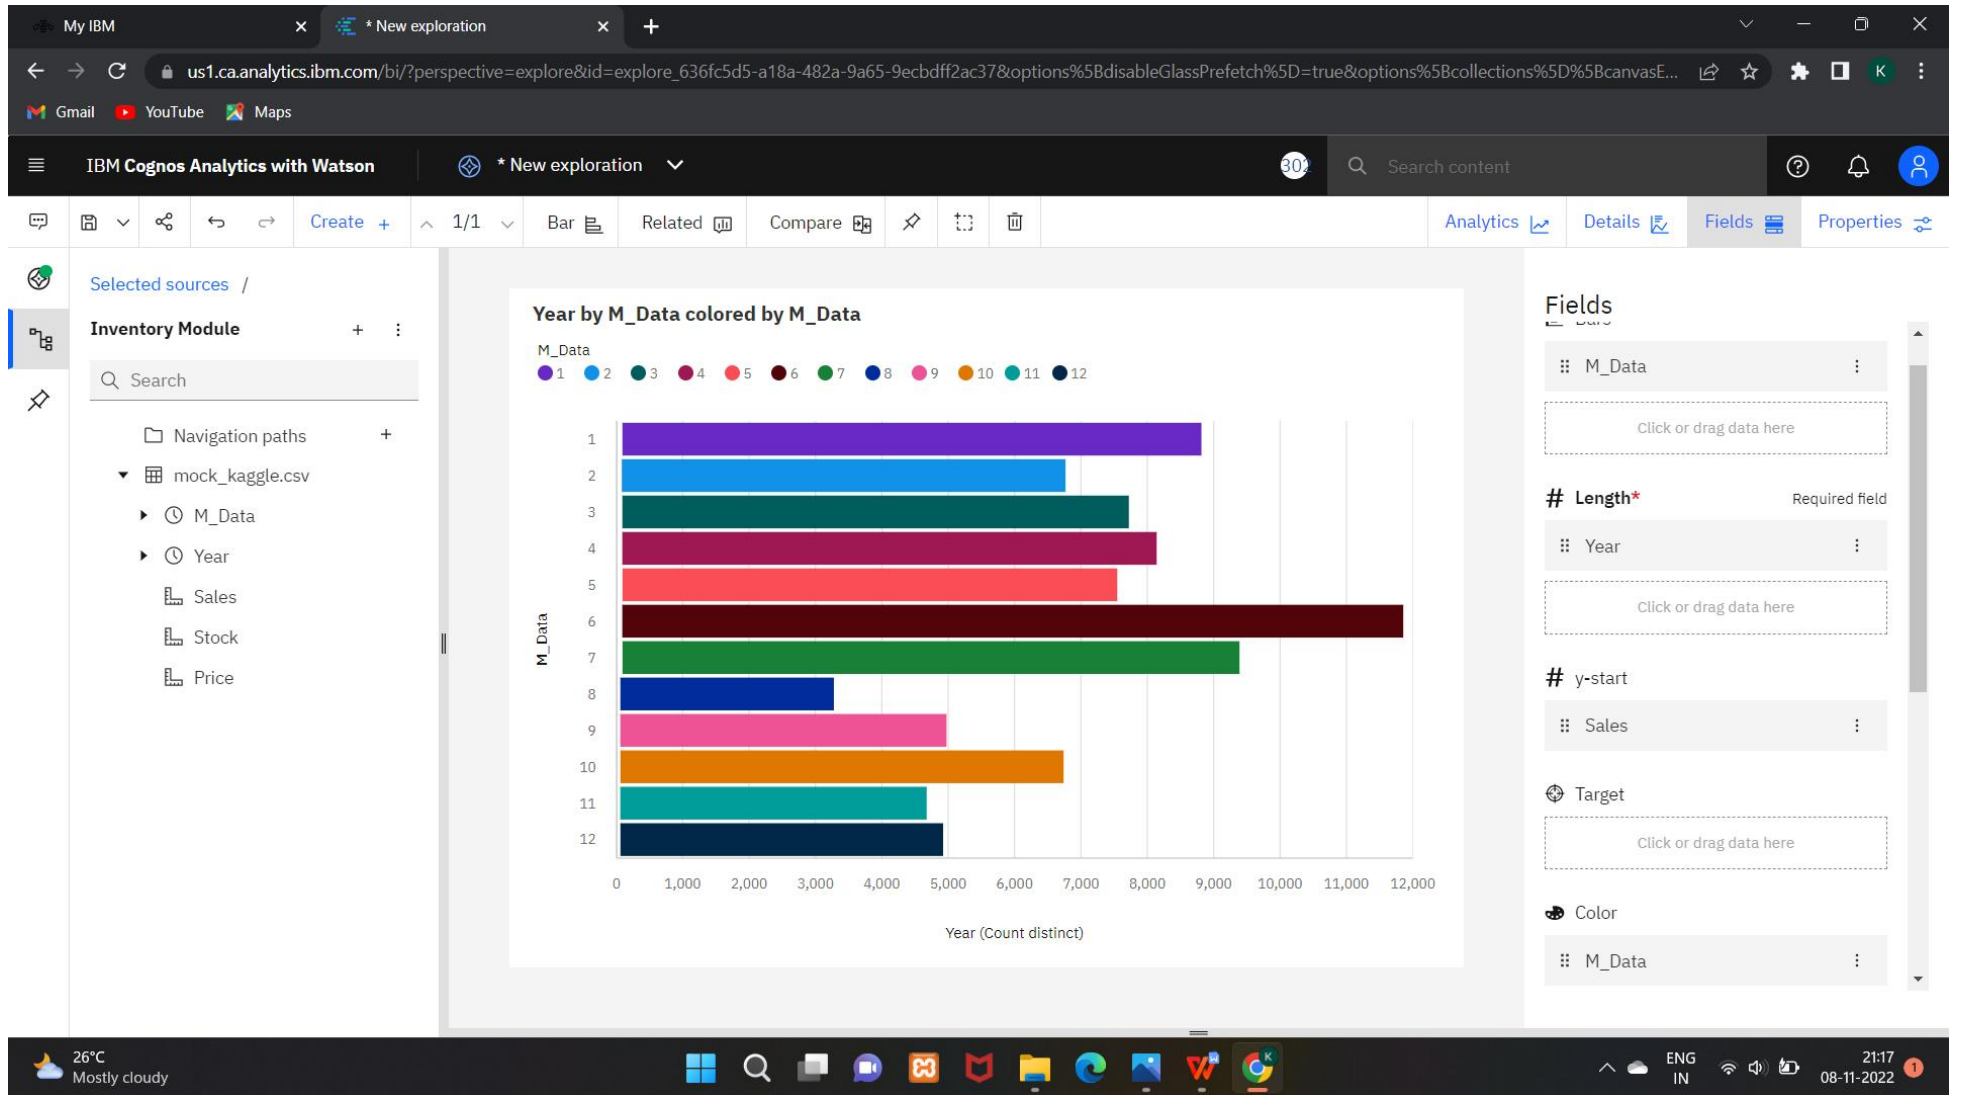 My IBM
* New exploration
us1.ca.analytics.ibm.com/bi/?perspective=explore&id=explore_636fc5d5-a18a-482a-9a65-9ecbdff2ac37&options%5BdisableGlassPrefetch%5D=true&options%5Bcollections%5D%5BcanvasE...
K
Gmail YouTube Maps
IBM Cognos Analytics with Watson
* New exploration
302
Search content
Create + 1/1 Bar Related Compare
Analytics Details Fields Properties
Selected sources /
Inventory Module
Search
Navigation paths
mock_kaggle.csv
M_Data
Year
Sales
Stock
Price
Year by M_Data colored by M_Data
M_Data
1 2 3 4 5 6 7 8 9 10 11 12
M_Data
1
2
3
4
5
6
7
8
9
10
11
12
0 1,000 2,000 3,000 4,000 5,000 6,000 7,000 8,000 9,000 10,000 11,000 12,000
Year (Count distinct)
Fields
Bars
M_Data
Click or drag data here
# Length* Required field
Year
Click or drag data here
# y-start
Sales
Target
Click or drag data here
Color
M_Data
26°C
Mostly cloudy
K
ENG
IN
21:17
08-11-2022
1